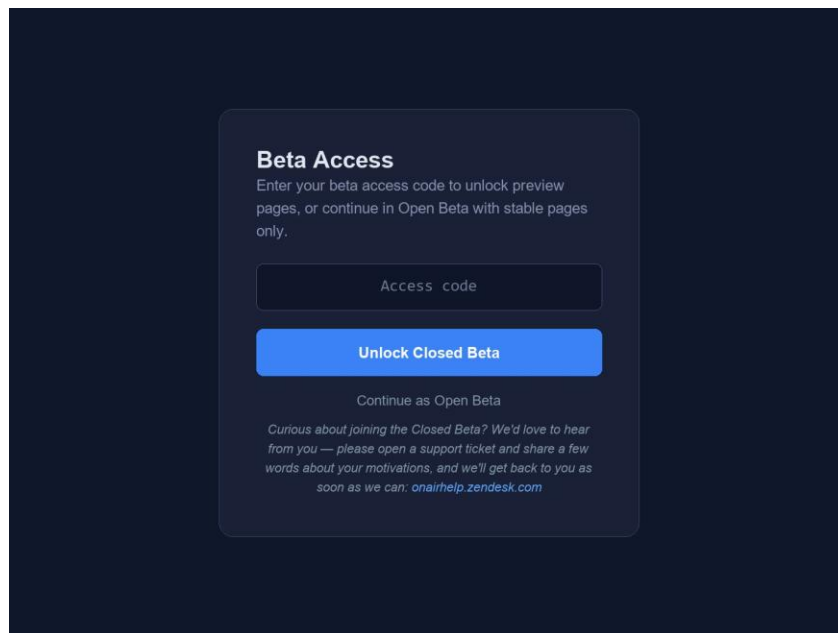 Beta Access
Enter your beta access code to unlock preview
pages, or continue in Open Beta with stable pages
only.
Access code
Unlock Closed Beta
Continue as Open Beta
Curious about joining the Closed Beta? We'd love to hear
from you — please open a support ticket and share a few
words about your motivations, and we'll get back to you as
soon as we can: onairhelp.zendesk.com